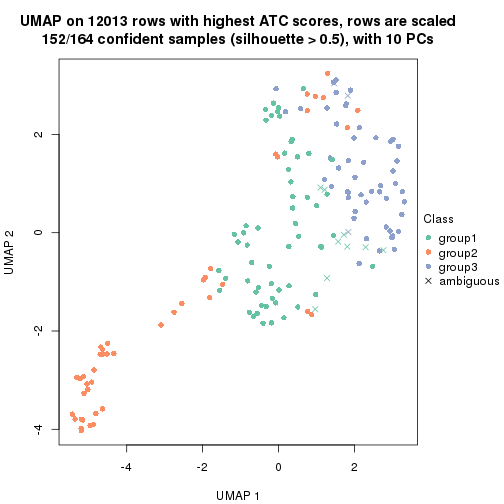 UMAP on 12013 rows with highest ATC scores, rows are scaled
152/164 confident samples (silhouette > 0.5), with 10 PCs
UMAP 2
2
0
-2
-4
-4
-2
0
2
UMAP 1
Class
group1
group2
group3
ambiguous